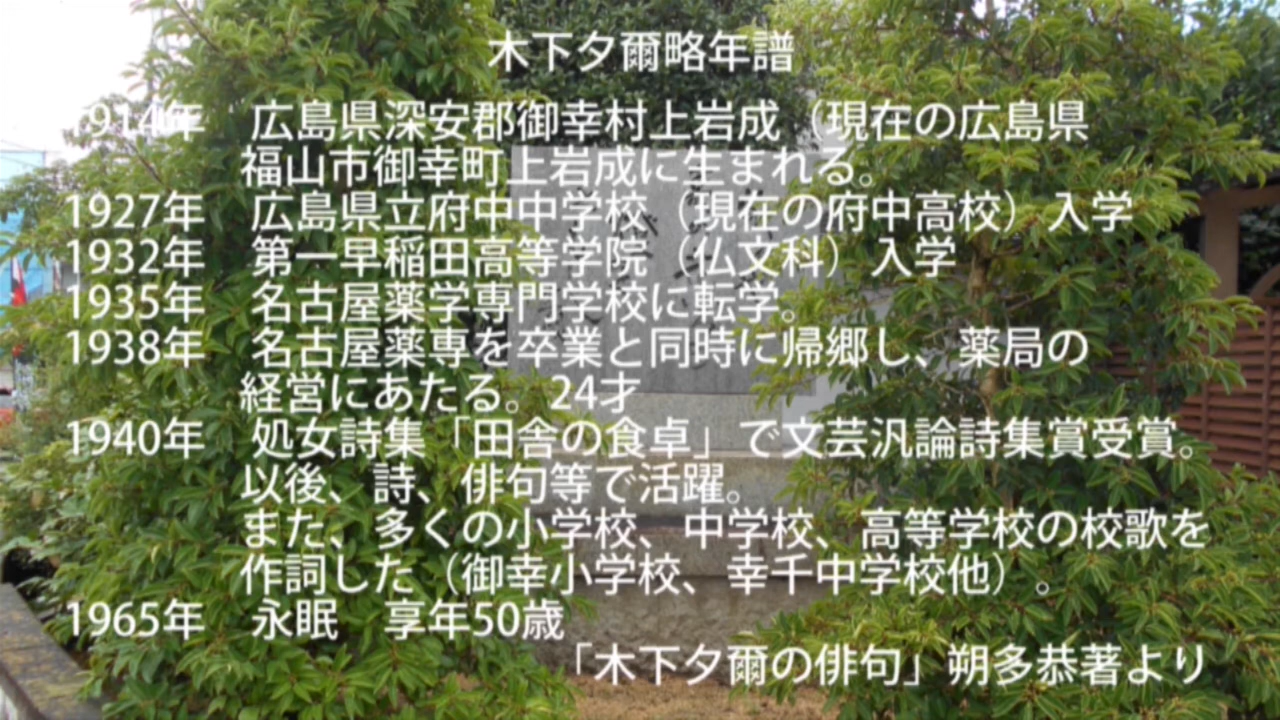 木下夕爾略年譜
1914年 広島県深安郡御幸村上岩成（現在の広島県
福山市御幸町上岩成に生まれる。
1927年 広島県立府中中学校（現在の府中高校）入学
1932年 第一早稲田高等学院（仏文科）入学
1935年 名古屋薬学専門学校に転学。
1938年 名古屋薬専を卒業と同時に帰郷し、薬局の
経営にあたる。24才
1940年 処女詩集「田舎の食卓」で文芸汎論詩集賞受賞。
以後、詩、俳句等で活躍。
また、多くの小学校、中学校、高等学校の校歌を
作詞した（御幸小学校、幸千中学校他）。
1965年 永眠 享年50歳
「木下夕爾の俳句」朔多恭著より